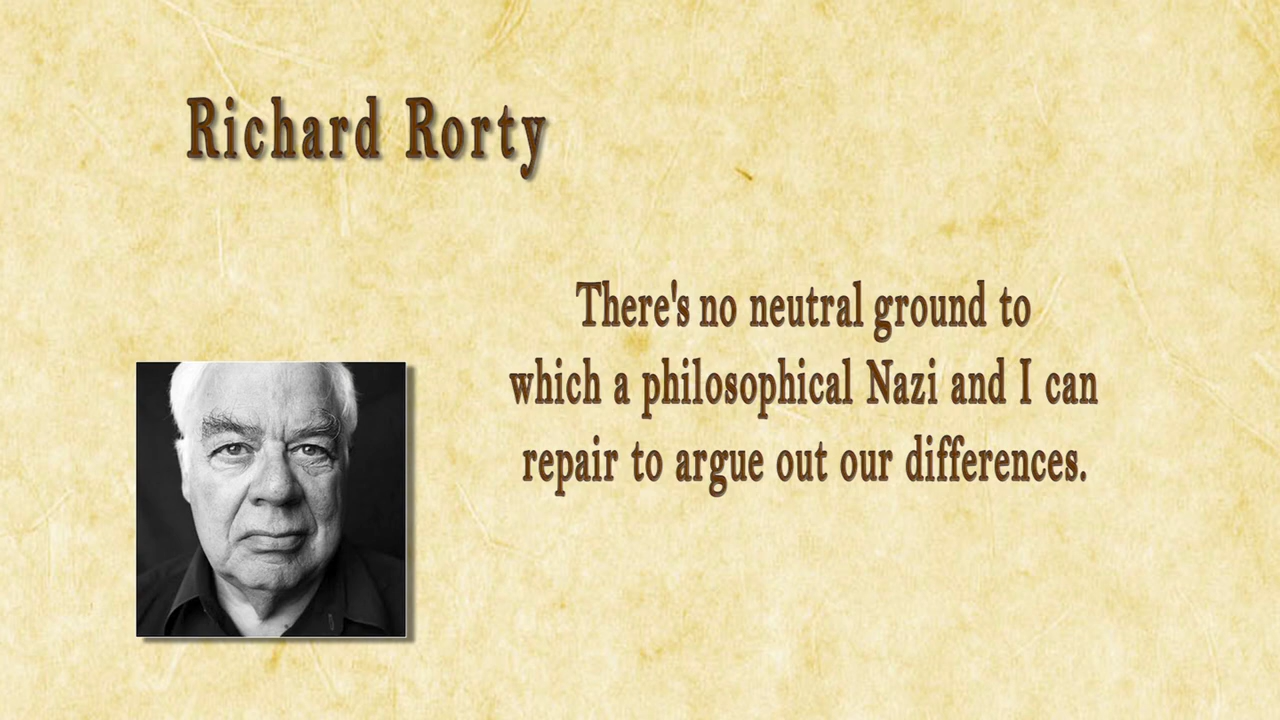 Richard Rorty
There's no neutral ground to
which a philosophical Nazi and I can
repair to argue out our differences.